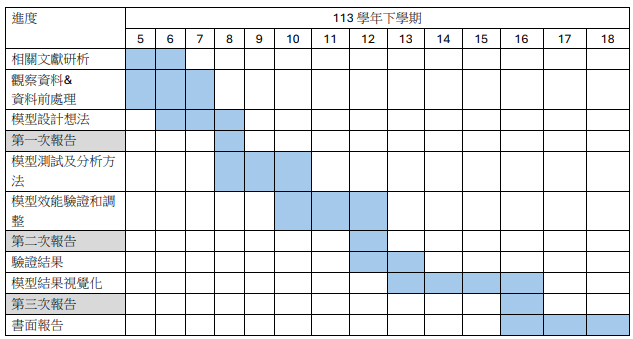 進度 113 學年下學期
5 6 7 8 9 10 11 12 13 14 15 16 17 18
相關文獻研析
觀察資料&
資料前處理
模型設計想法
第一次報告
模型測試及分析方
法
模型效能驗證和調
整
第二次報告
驗證結果
模型結果視覺化
第三次報告
書面報告